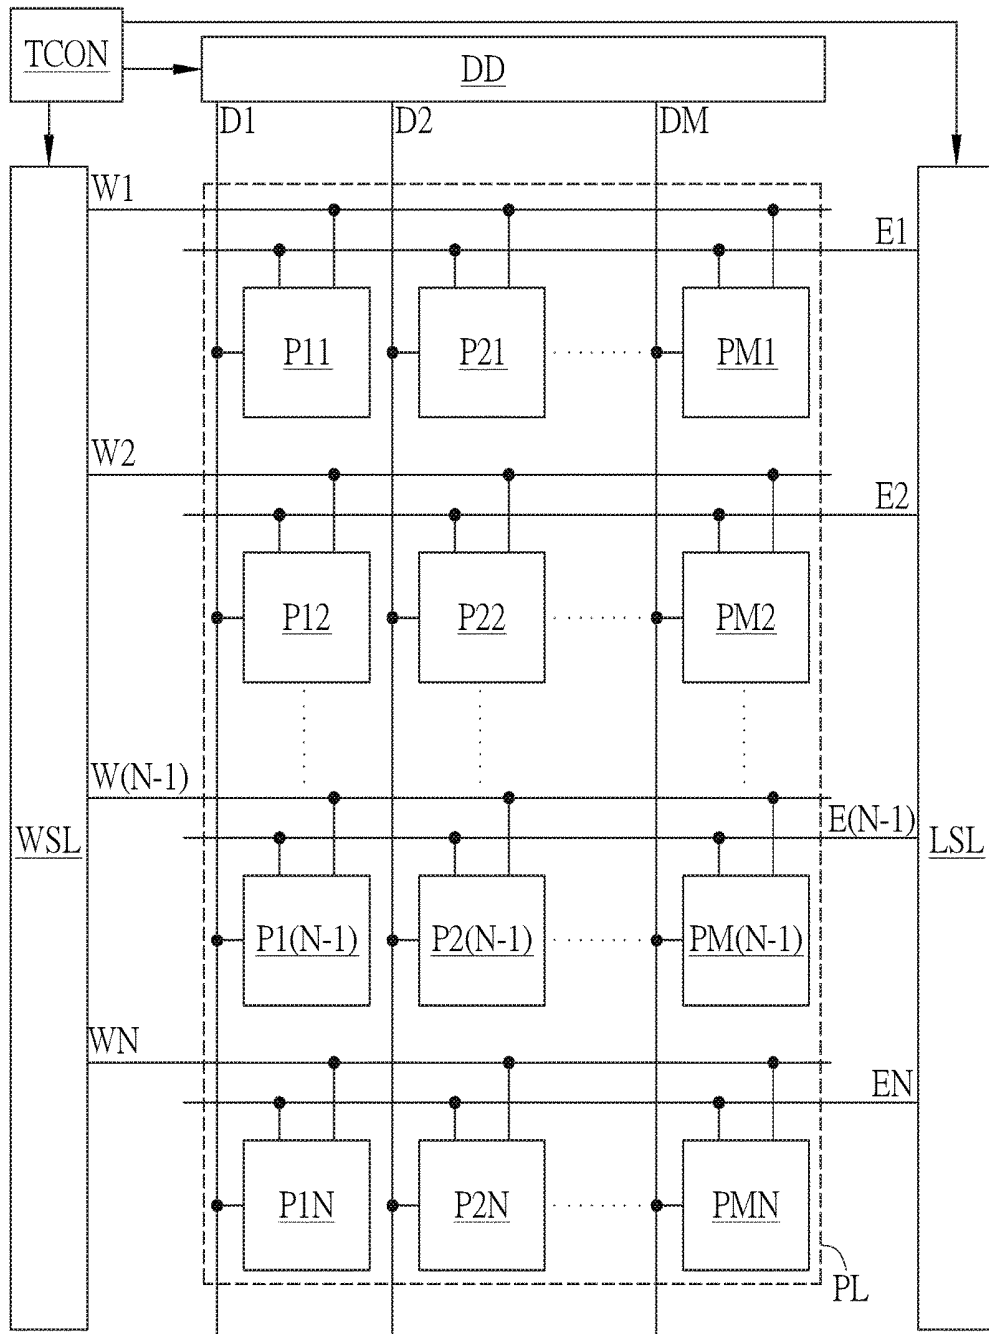 TCON
DD
D1 D2 DM
W1
E1
P11 P21 PM1
W2
E2
P12 P22 PM2
W(N-1)
E(N-1)
WSL
LSL
P1(N-1) P2(N-1) PM(N-1)
WN
EN
P1N P2N PMN
PL